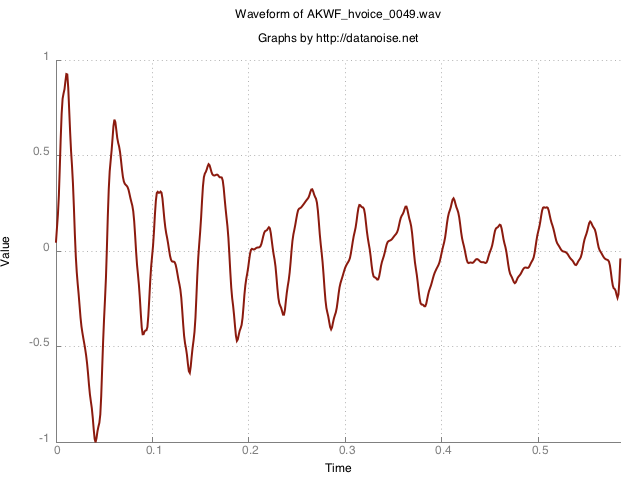 Waveform of AKWF_hvoice_0049.wav
Graphs by http://datanoise.net
1
0.5
0
-0.5
-1
Value
0 0.1 0.2 0.3 0.4 0.5
Time